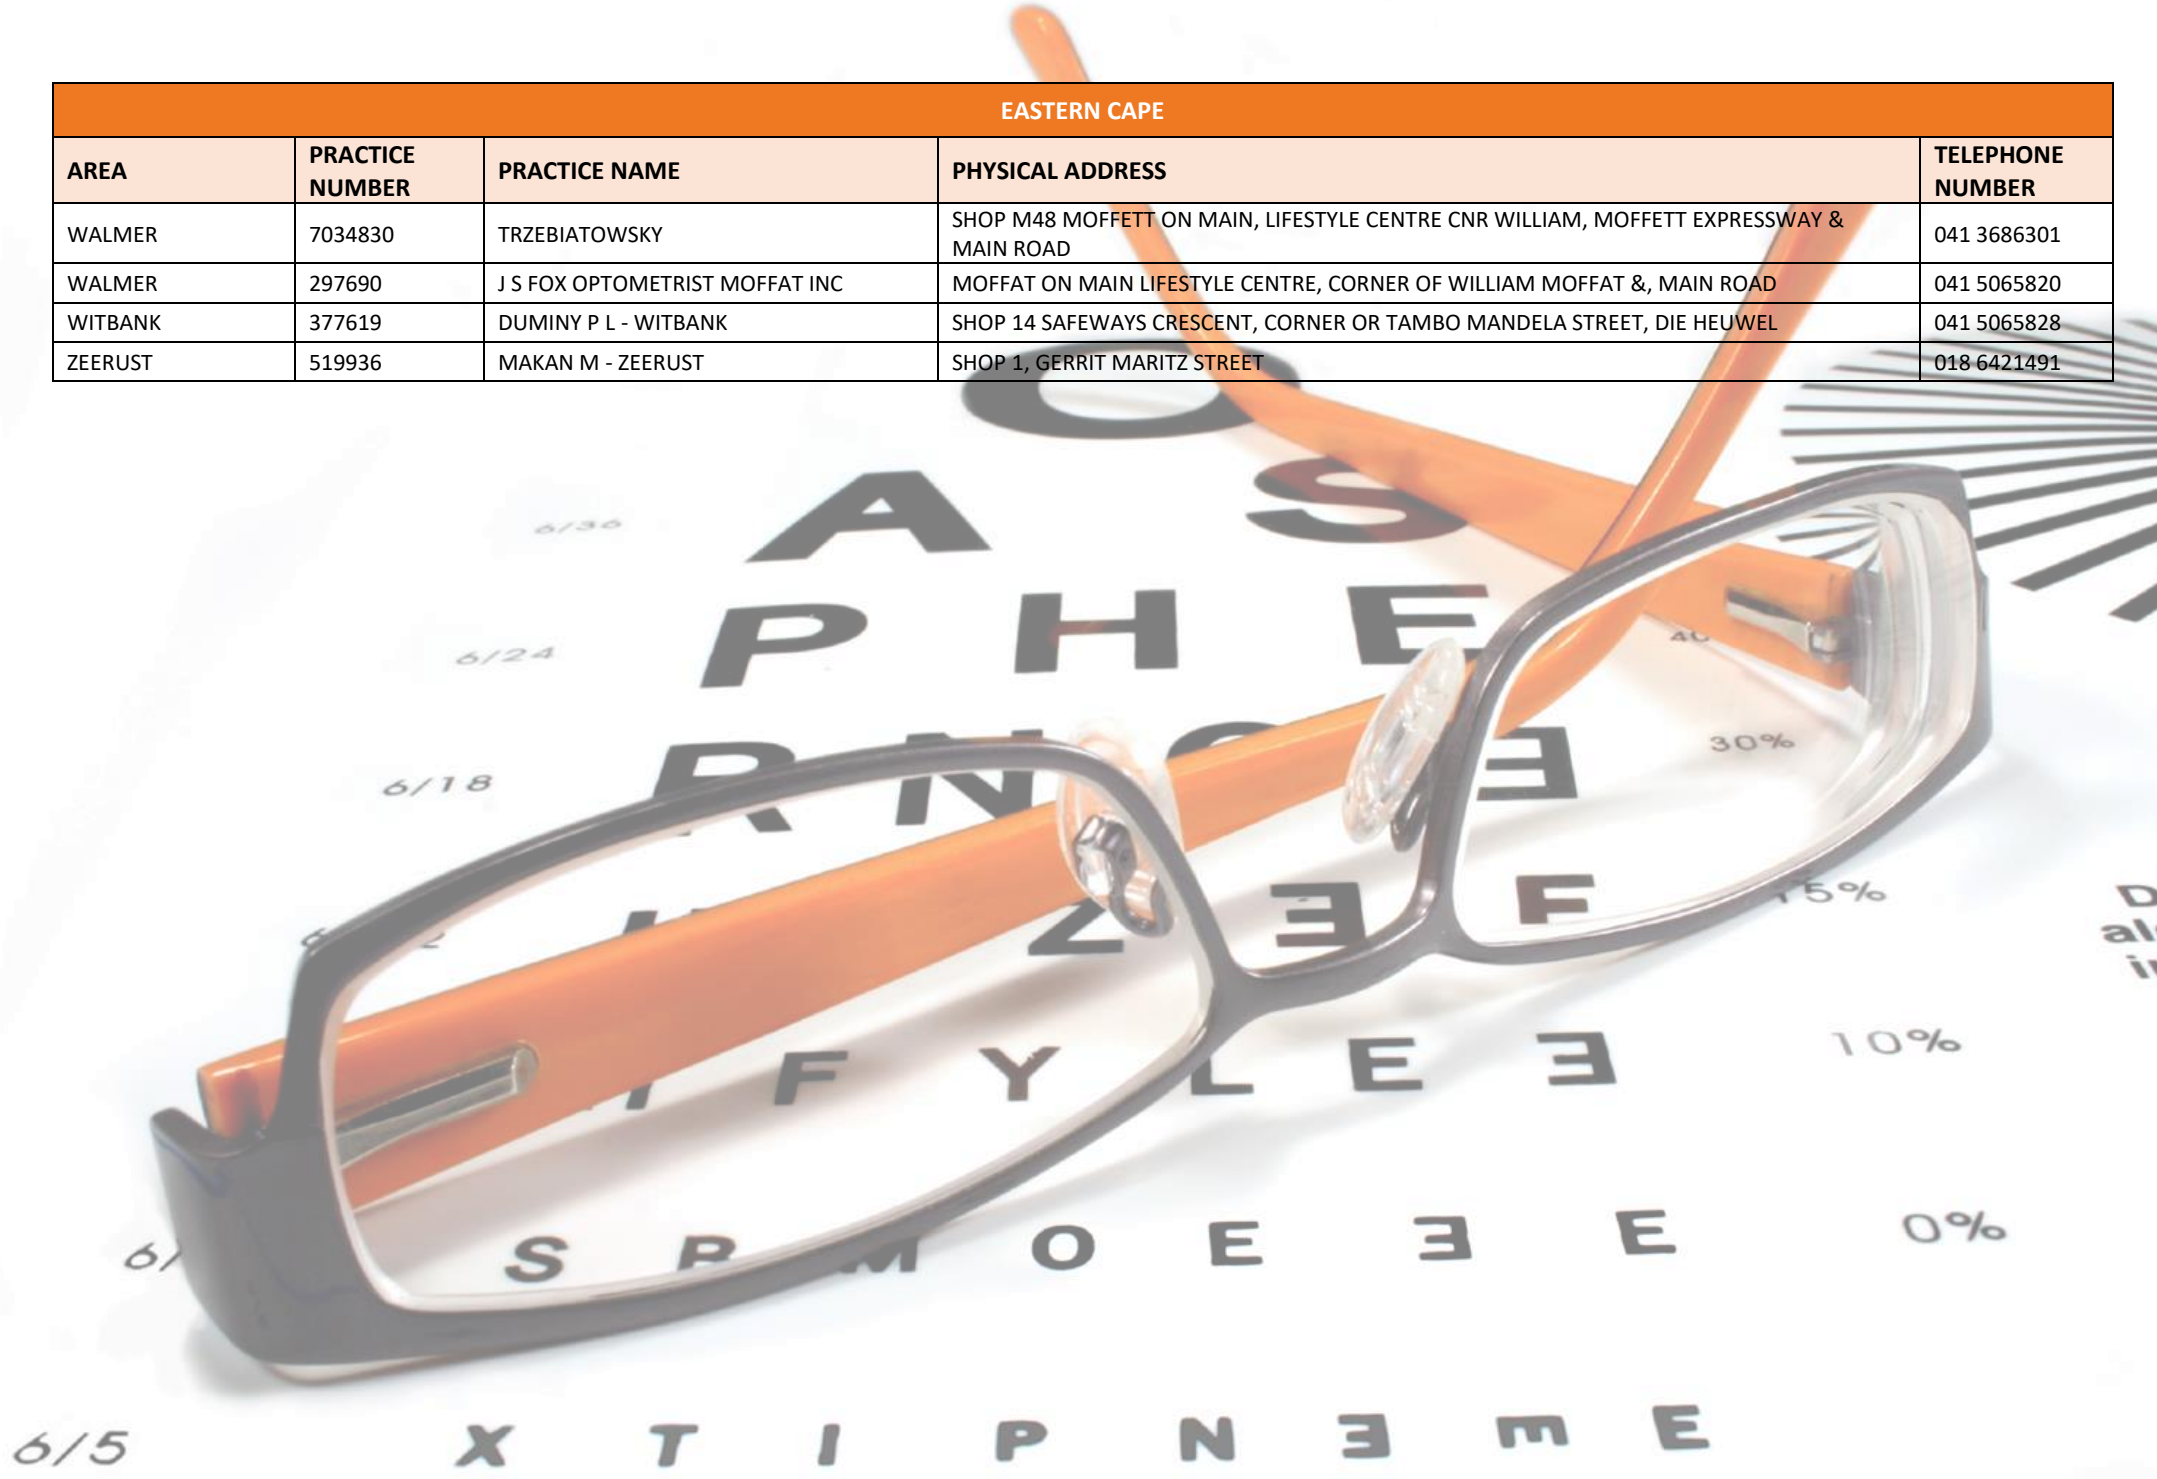 EASTERN CAPE
AREA PRACTICE NUMBER PRACTICE NAME PHYSICAL ADDRESS TELEPHONE NUMBER
WALMER 7034830 TRZEBIATOWSKY SHOP M48 MOFFETT ON MAIN, LIFESTYLE CENTRE CNR WILLIAM, MOFFETT EXPRESSWAY &
MAIN ROAD 041 3686301
WALMER 297690 J S FOX OPTOMETRIST MOFFAT INC MOFFAT ON MAIN LIFESTYLE CENTRE, CORNER OF WILLIAM MOFFAT &, MAIN ROAD 041 5065820
WITBANK 377619 DUMINY P L - WITBANK SHOP 14 SAFEWAYS CRESCENT, CORNER OR TAMBO MANDELA STREET, DIE HEUWEL 041 5065828
ZEERUST 519936 MAKAN M - ZEERUST SHOP 1, GERRIT MARITZ STREET 018 6421491
O
6/36 A S
6/24 P H E
6/18 R N E 30%
Z E F
F Y L E E 10%
S R M O E E E 0%
6/5 X T I P N E E E